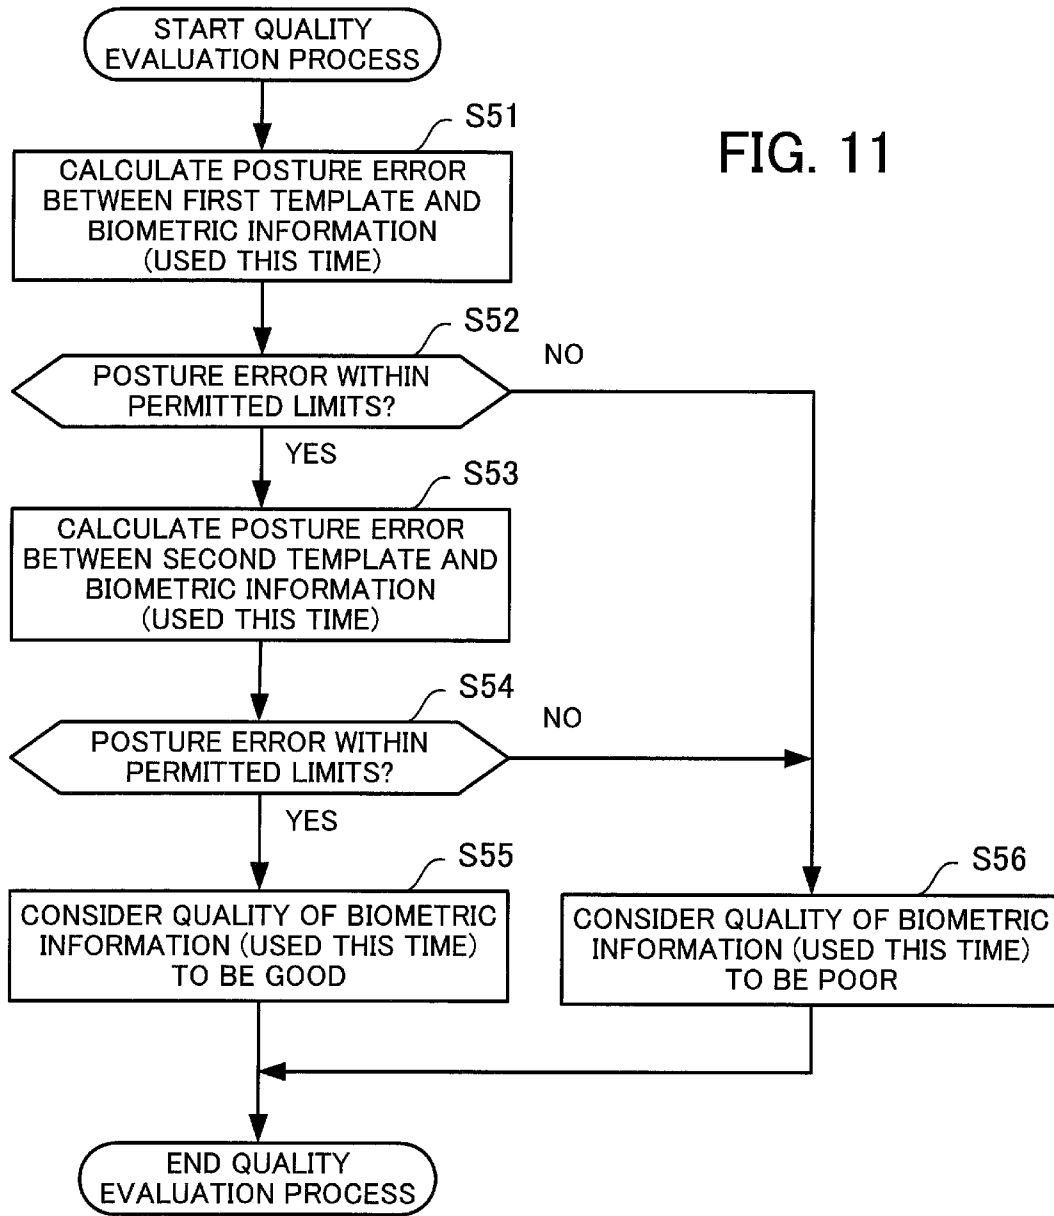 START QUALITY
EVALUATION PROCESS
S51
FIG. 11
CALCULATE POSTURE ERROR
BETWEEN FIRST TEMPLATE AND
BIOMETRIC INFORMATION
(USED THIS TIME)
S52
NO
POSTURE ERROR WITHIN
PERMITTED LIMITS?
YES
S53
CALCULATE POSTURE ERROR
BETWEEN SECOND TEMPLATE AND
BIOMETRIC INFORMATION
(USED THIS TIME)
S54
NO
POSTURE ERROR WITHIN
PERMITTED LIMITS?
YES
S55
CONSIDER QUALITY OF BIOMETRIC
INFORMATION (USED THIS TIME)
TO BE GOOD
S56
CONSIDER QUALITY OF BIOMETRIC
INFORMATION (USED THIS TIME)
TO BE POOR
END QUALITY
EVALUATION PROCESS